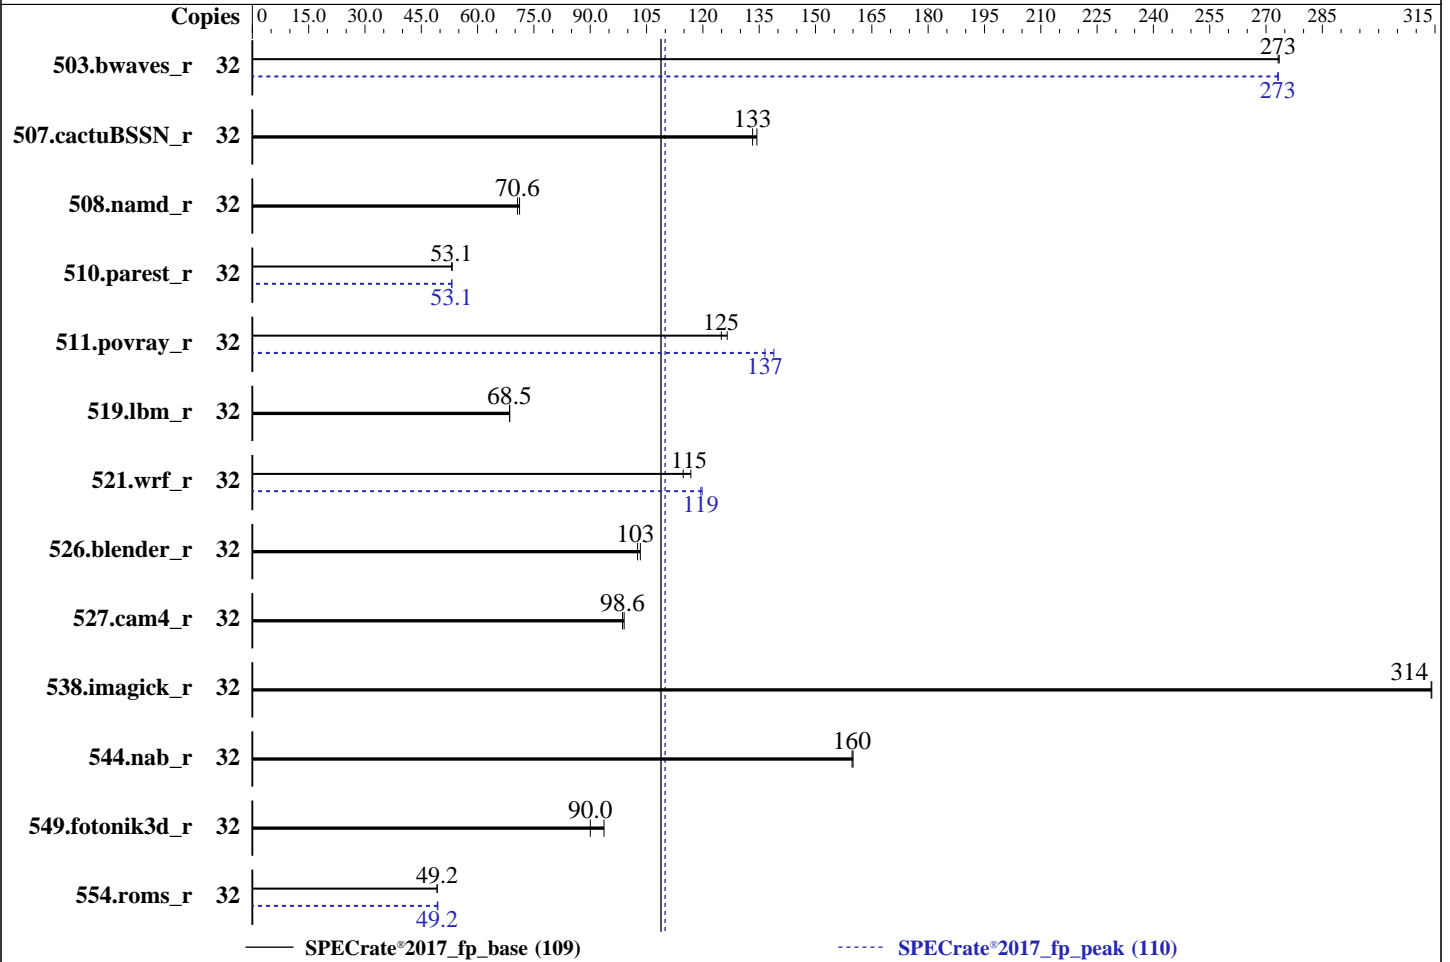 Copies 0 15.0 30.0 45.0 60.0 75.0 90.0 105 120 135 150 165 180 195 210 225 240 255 270 285 315
503.bwaves_r 32 273
273
507.cactuBSSN_r 32 133
508.namd_r 32 70.6
510.parest_r 32 53.1
53.1
511.povray_r 32 125
137
519.lbm_r 32 68.5
521.wrf_r 32 115
119
526.blender_r 32 103
527.cam4_r 32 98.6
538.imagick_r 32 314
544.nab_r 32 160
549.fotonik3d_r 32 90.0
554.roms_r 32 49.2
49.2
SPECrate®2017_fp_base (109) SPECrate®2017_fp_peak (110)